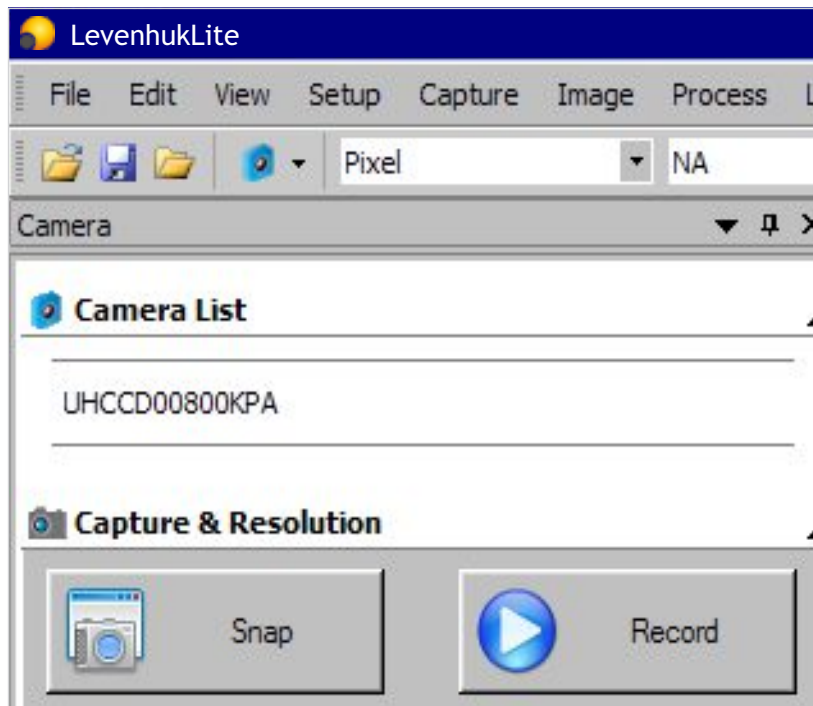 LevenhukLite
File Edit View Setup Capture Image Process
Pixel NA
Camera
Camera List
UHCCD00800KPA
Capture & Resolution
Snap Record